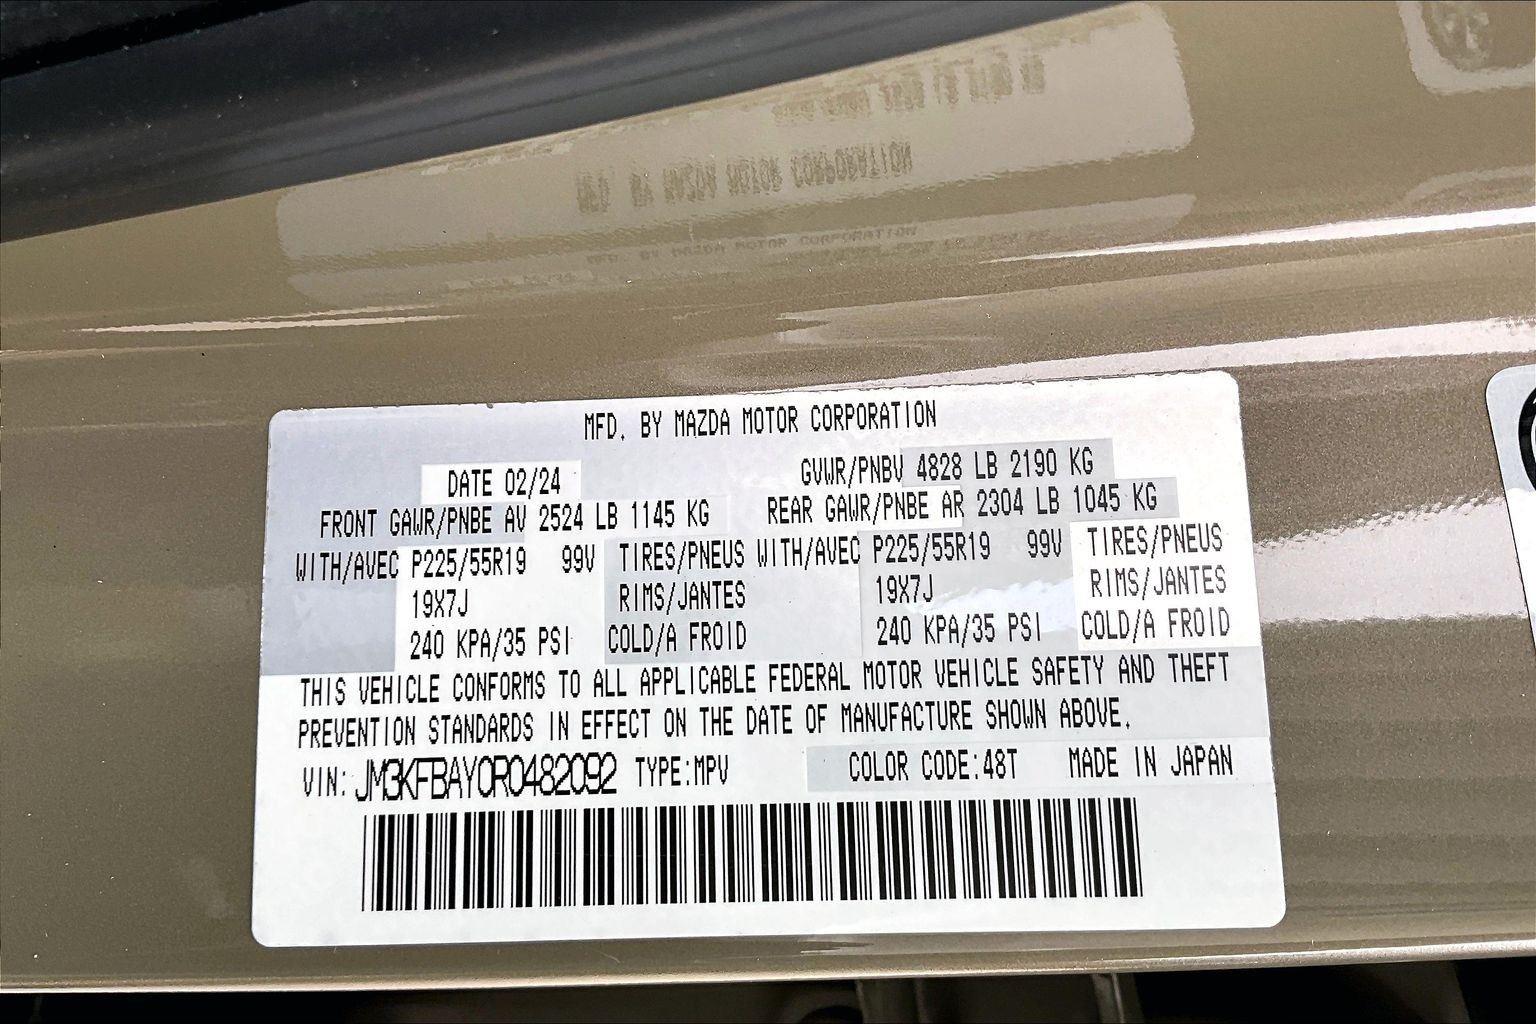 MFD. BY MAZDA MOTOR CORPORATION
DATE 02/24 GVWR/PNBV 4828 LB 2190 KG
FRONT GAWR/PNBE AV 2524 LB 1145 KG REAR GAWR/PNBE AR 2304 LB 1045 KG
WITH/AVEC P225/55R19 99V TIRES/PNEUS WITH/AVEC P225/55R19 99V TIRES/PNEUS
19X7J RIMS/JANTES 19X7J RIMS/JANTES
240 KPA/35 PSI COLD/A FROID 240 KPA/35 PSI COLD/A FROID
THIS VEHICLE CONFORMS TO ALL APPLICABLE FEDERAL MOTOR VEHICLE SAFETY AND THEFT
PREVENTION STANDARDS IN EFFECT ON THE DATE OF MANUFACTURE SHOWN ABOVE.
VIN: JM3KFBAY0R0482092 TYPE:MPV COLOR CODE:48T MADE IN JAPAN